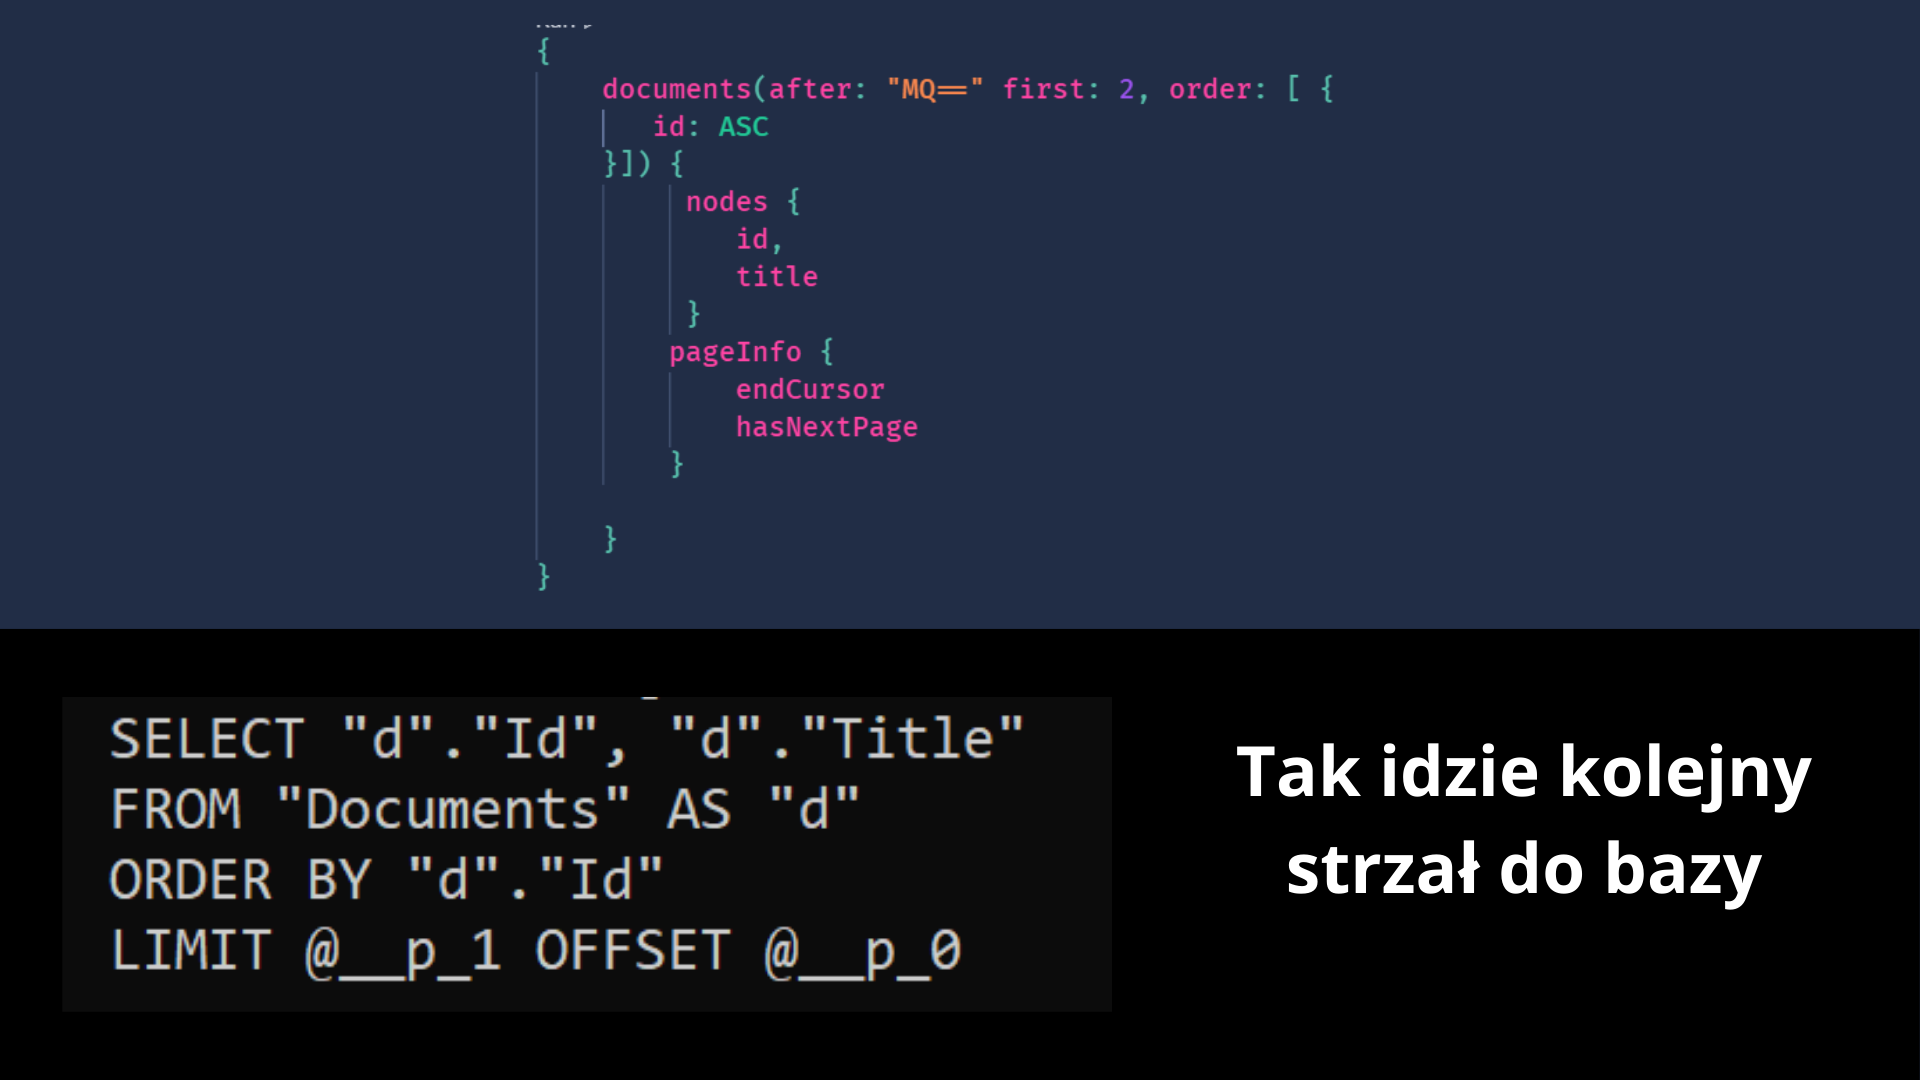 {
documents(after: "MQ==" first: 2, order: [ {
id: ASC
}]) {
nodes {
id,
title
}
pageInfo {
endCursor
hasNextPage
}
}
}
SELECT "d"."Id", "d"."Title"
FROM "Documents" AS "d"
ORDER BY "d"."Id"
LIMIT @__p_1 OFFSET @__p_0
Tak idzie kolejny
strzał do bazy